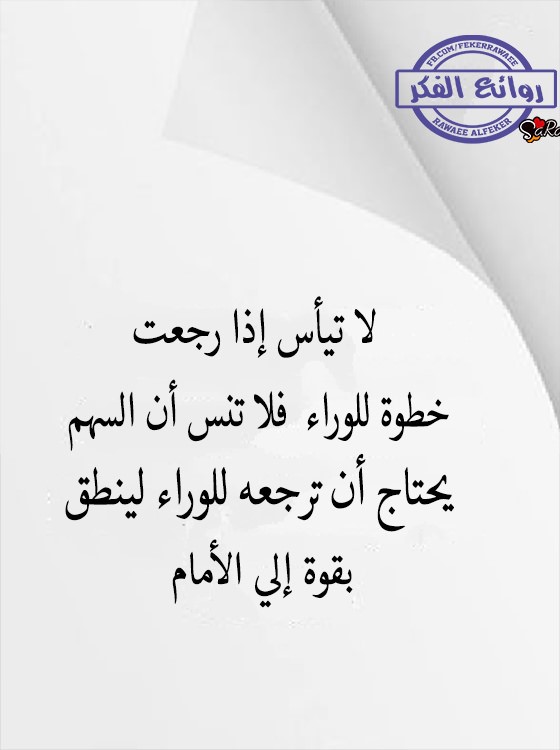 FB.COM/FEKERRAWAEE
روائع الفكر
RAWAEE ALFEKER
SaRa
لا تيأس إذا رجعت
خطوة للوراء فلا تنس أن السهم
يحتاج أن ترجعه للوراء لينطق
بقوة إلي الأمام